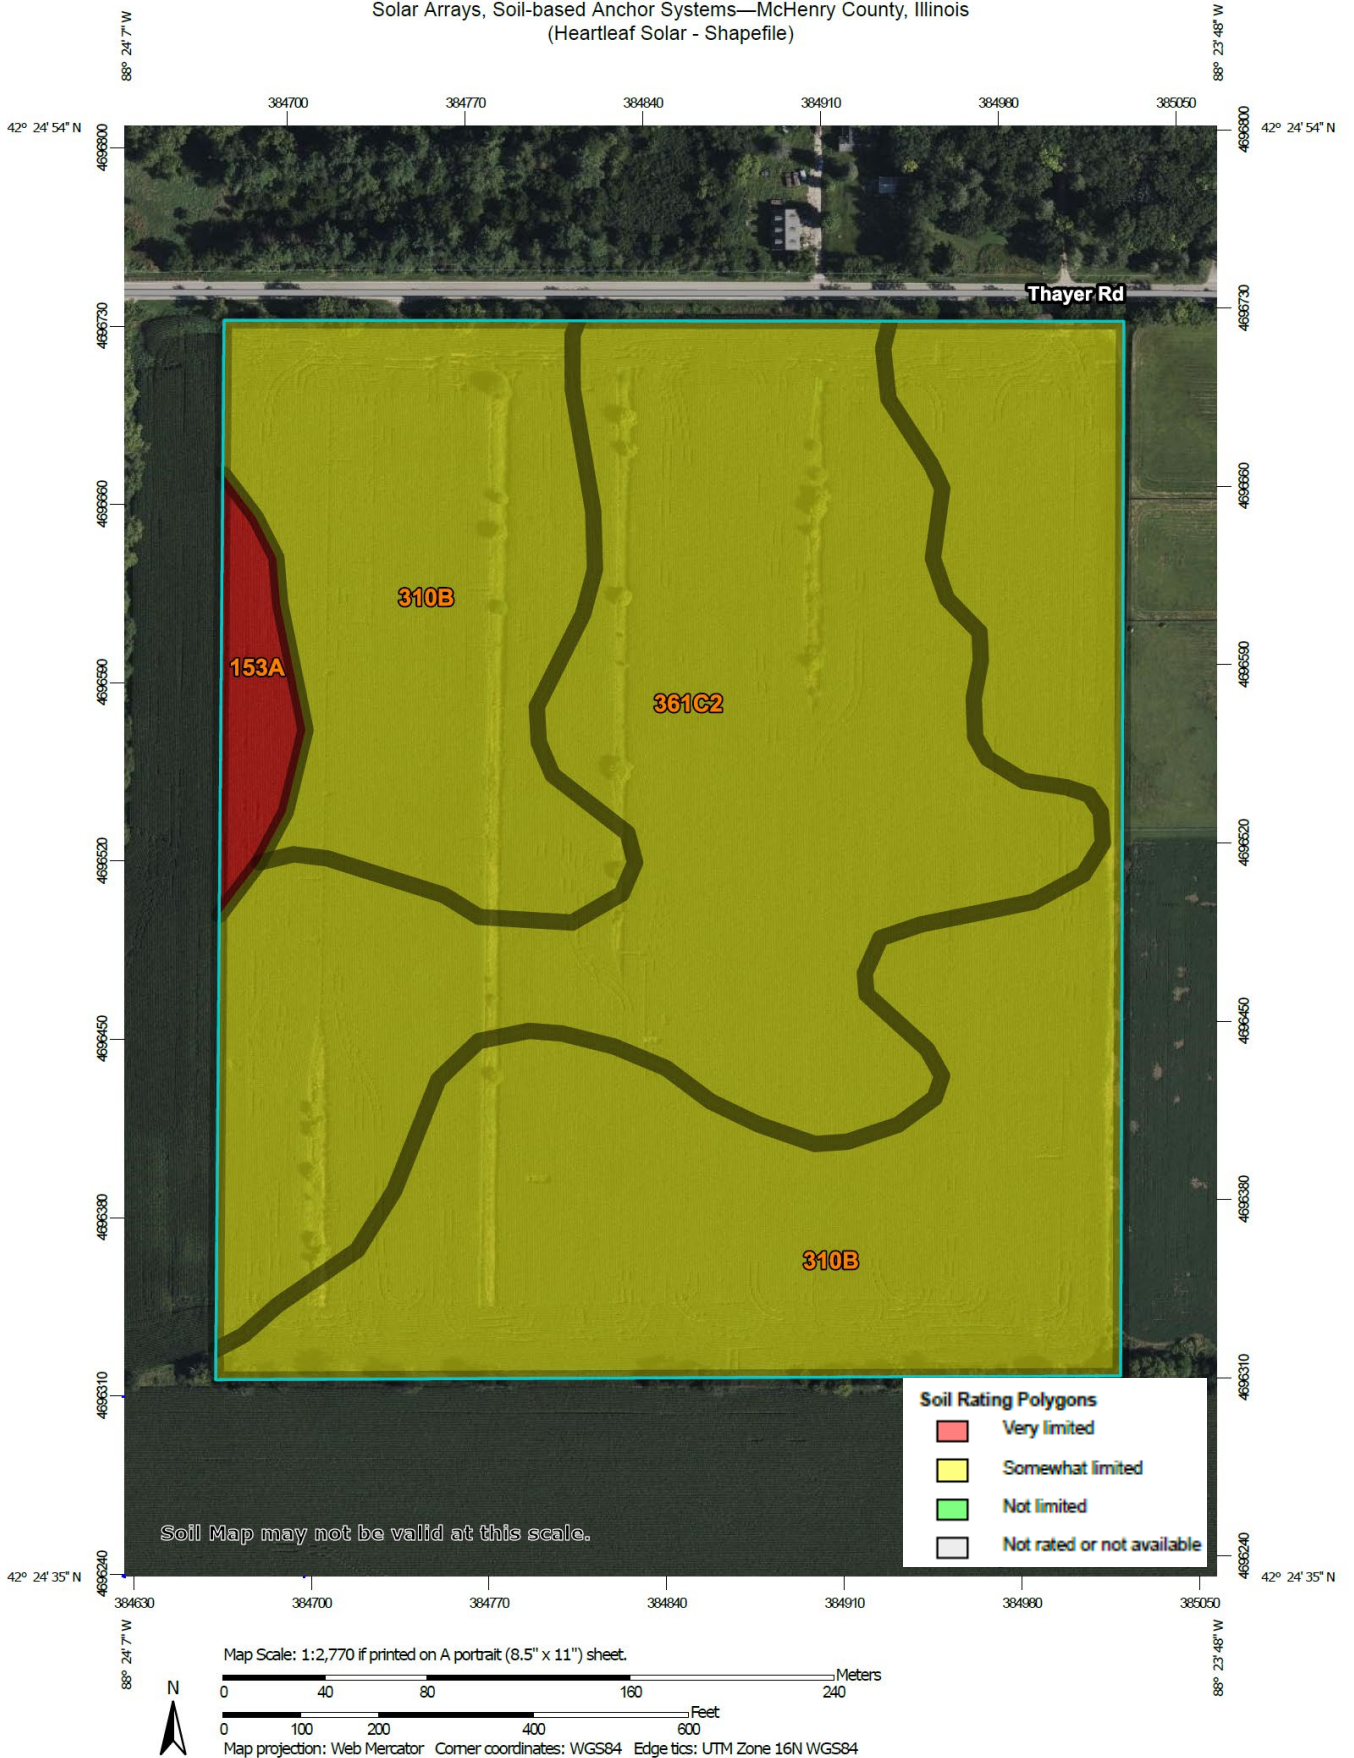 Solar Arrays, Soil-based Anchor Systems—McHenry County, Illinois
(Heartleaf Solar - Shapefile)
88° 24' 7" W
88° 23' 48" W
384700 384770 384840 384910 384980 385050
42° 24' 54" N
42° 24' 54" N
4696800
4696800
Thayer Rd
4696730
4696730
4696660
4696660
310B
153A
4696590
4696590
361C2
4696520
4696520
4696450
4696450
4696380
4696380
310B
4696310
4696310
Soil Rating Polygons
Very limited
Somewhat limited
Not limited
Not rated or not available
Soil Map may not be valid at this scale.
4696240
4696240
42° 24' 35" N
42° 24' 35" N
384630 384700 384770 384840 384910 384980 385050
88° 24' 7" W
88° 23' 48" W
Map Scale: 1:2,770 if printed on A portrait (8.5" x 11") sheet.
Meters
0 40 80 160 240
N
Feet
0 100 200 400 600
Map projection: Web Mercator Corner coordinates: WGS84 Edge tics: UTM Zone 16N WGS84